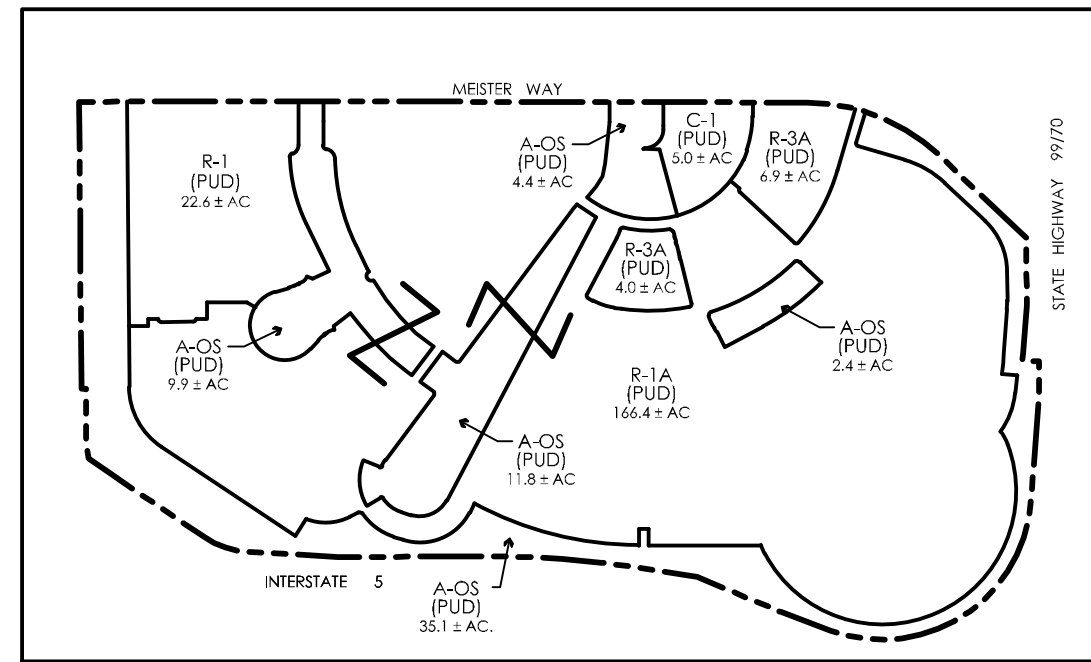 MEISTER WAY
A-OS
(PUD)
4.4 ± AC
C-1
(PUD)
5.0 ± AC
R-3A
(PUD)
6.9 ± AC
R-1
(PUD)
22.6 ± AC
STATE HIGHWAY 99/70
R-3A
(PUD)
4.0 ± AC
A-OS
(PUD)
9.9 ± AC
A-OS
(PUD)
2.4 ± AC
R-1A
(PUD)
166.4 ± AC
A-OS
(PUD)
11.8 ± AC
INTERSTATE 5
A-OS
(PUD)
35.1 ± AC.